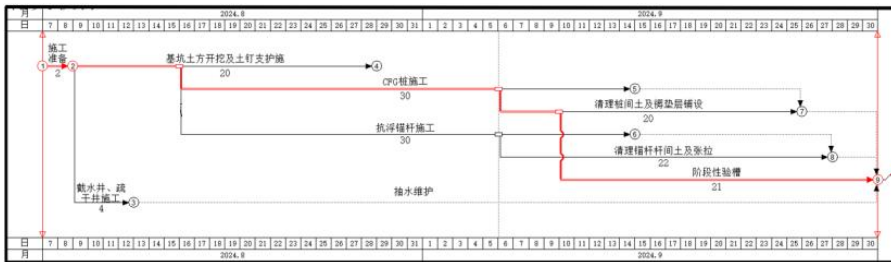 月 2024.8 2024.9
日 7 8 9 10 11 12 13 14 15 16 17 18 19 20 21 22 23 24 25 26 27 28 29 30 31 1 2 3 4 5 6 7 8 9 10 11 12 13 14 15 16 17 18 19 20 21 22 23 24 25 26 27 28 29 30
施工
准备
2
1
2
基坑土方开挖及土钉支护施
20
4
CFG桩施工
30
5
清理桩间土及褥垫层铺设
20
7
抗浮锚杆施工
30
6
清理锚杆杆间土及张拉
22
8
阶段性验槽
21
9
截水井、疏
干井施工
4
3
抽水维护
日 7 8 9 10 11 12 13 14 15 16 17 18 19 20 21 22 23 24 25 26 27 28 29 30 31 1 2 3 4 5 6 7 8 9 10 11 12 13 14 15 16 17 18 19 20 21 22 23 24 25 26 27 28 29 30
月 2024.8 2024.9